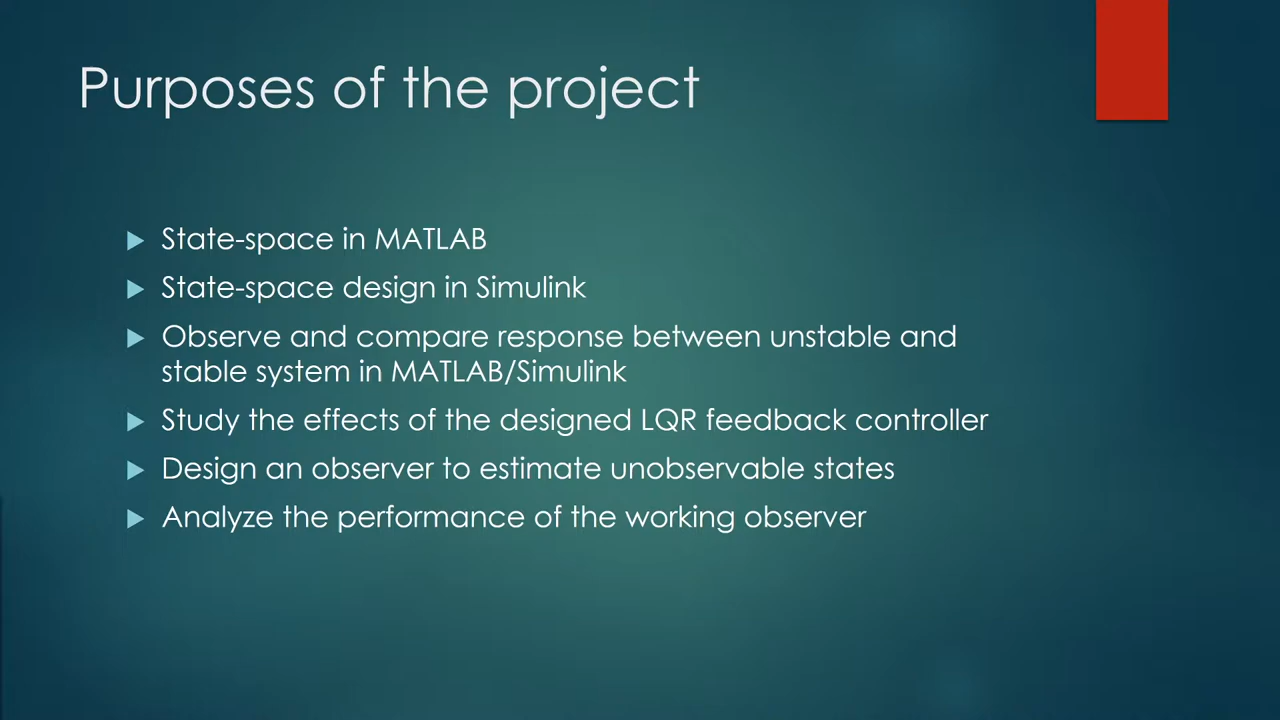 Purposes of the project
State-space in MATLAB
State-space design in Simulink
Observe and compare response between unstable and
stable system in MATLAB/Simulink
Study the effects of the designed LQR feedback controller
Design an observer to estimate unobservable states
Analyze the performance of the working observer